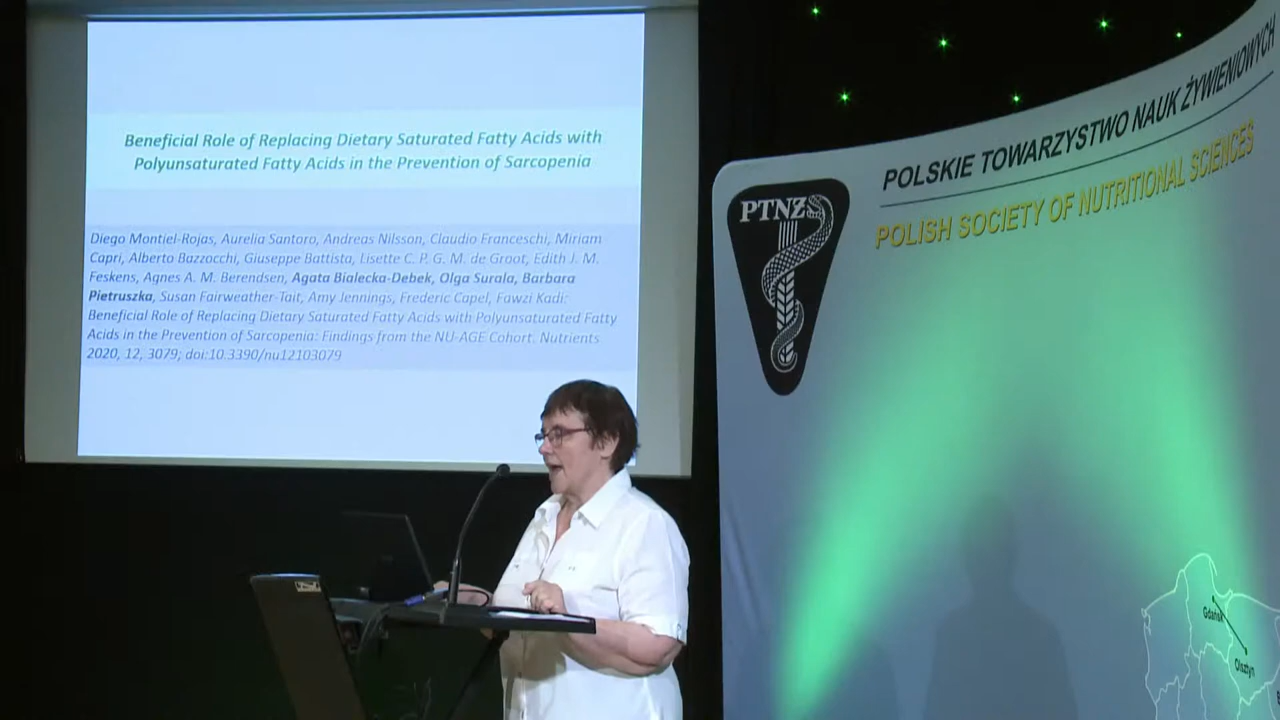 Beneficial Role of Replacing Dietary Saturated Fatty Acids with
Polyunsaturated Fatty Acids in the Prevention of Sarcopenia
Diego Montiel-Rojas, Aurelia Santoro, Andreas Nilsson, Claudio Franceschi, Miriam
Capri, Alberto Bazzocchi, Giuseppe Battista, Lisette C. P. G. M. de Groot, Edith J. M.
Feskens, Agnes A. M. Berendsen, Agata Bialecka-Debek, Olga Surala, Barbara
Pietruszka, Susan Fairweather-Tait, Amy Jennings, Frederic Capel, Fawzi Kadi:
Beneficial Role of Replacing Dietary Saturated Fatty Acids with Polyunsaturated Fatty
Acids in the Prevention of Sarcopenia: Findings from the NU-AGE Cohort. Nutrients
2020, 12, 3079; doi:10.3390/nu12103079
POLSKIE TOWARZYSTWO NAUK ŻYWIENIOWYCH
POLISH SOCIETY OF NUTRITIONAL SCIENCES
PTNŻ
Gdańsk
Olsztyn